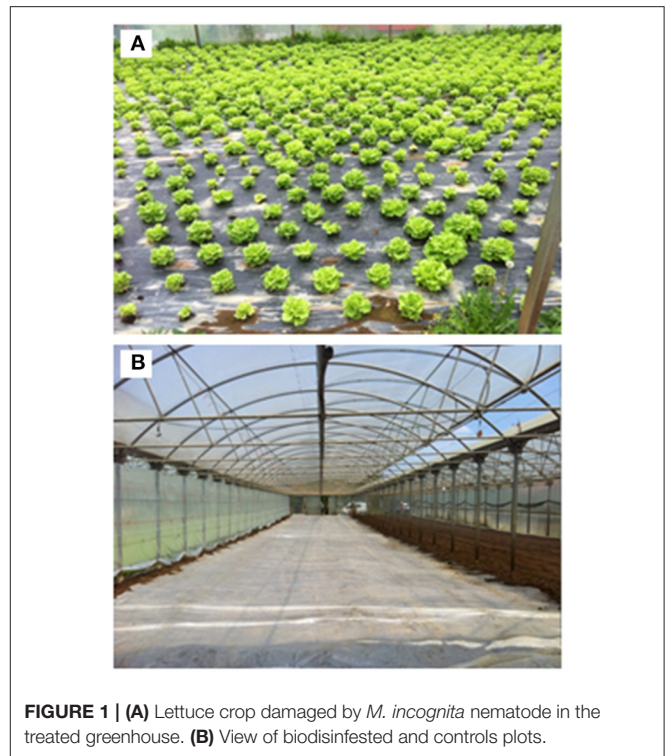 A
B
FIGURE 1 | (A) Lettuce crop damaged by M. incognita nematode in the
treated greenhouse. (B) View of biodisinfested and controls plots.